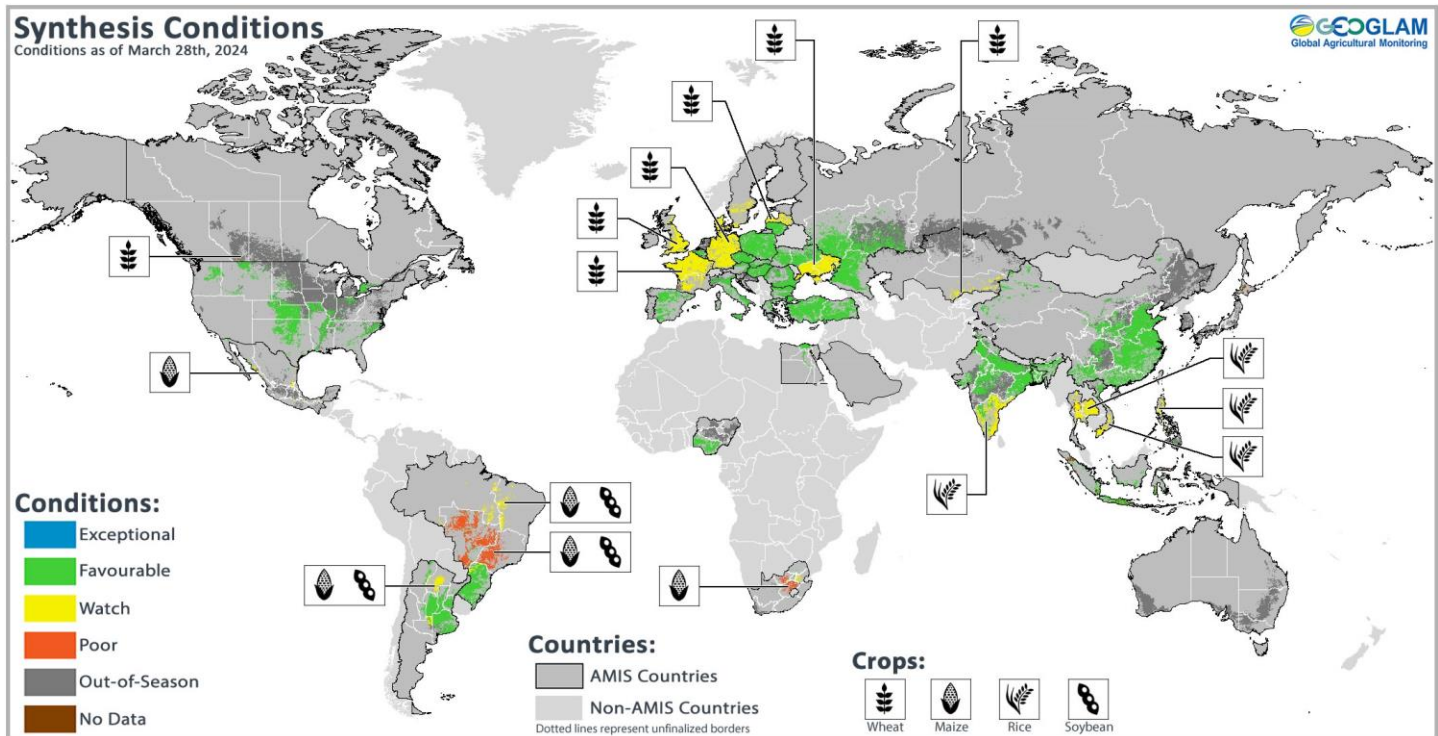 Synthesis Conditions
Conditions as of March 28th, 2024
GEOGLAM
Global Agricultural Monitoring
Conditions:
Exceptional
Favourable
Watch
Poor
Out-of-Season
No Data
Countries:
AMIS Countries
Non-AMIS Countries
Dotted lines represent unfinalized borders
Crops:
Wheat
Maize
Rice
Soybean